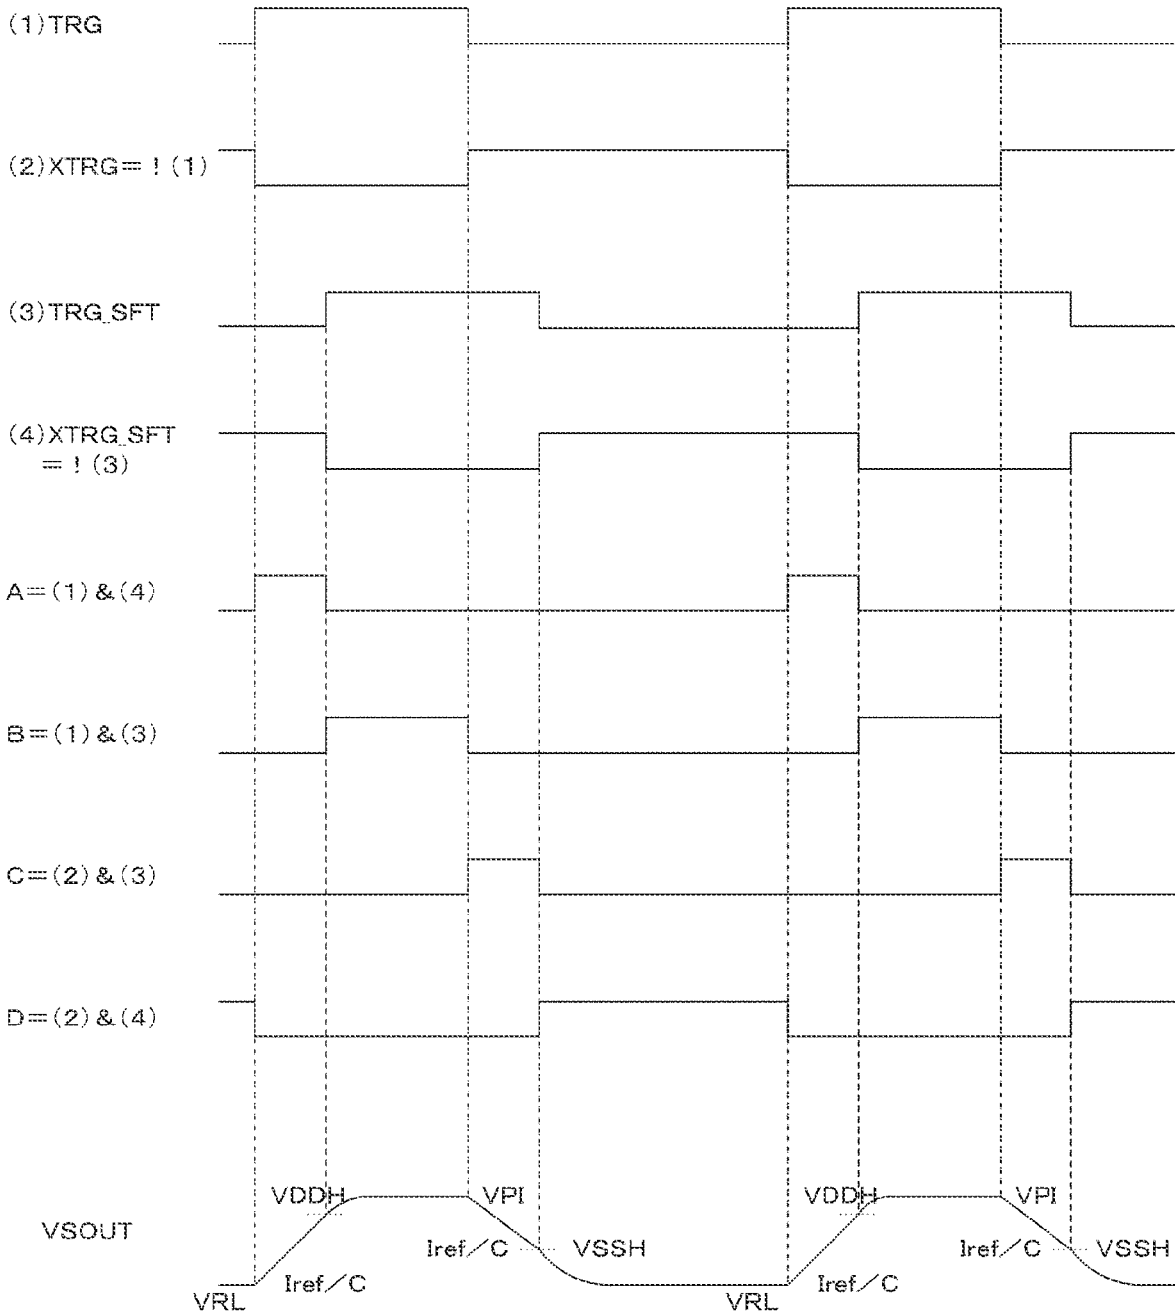 (1)TRG
(2)XTRG=!(1)
(3)TRG_SFT
(4)XTRG_SFT
=!(3)
A=(1)&(4)
B=(1)&(3)
C=(2)&(3)
D=(2)&(4)
VDDH VPI VDDH VPI
VSOUT
Iref/C VSSH Iref/C VSSH
Iref/C Iref/C
VRL VRL